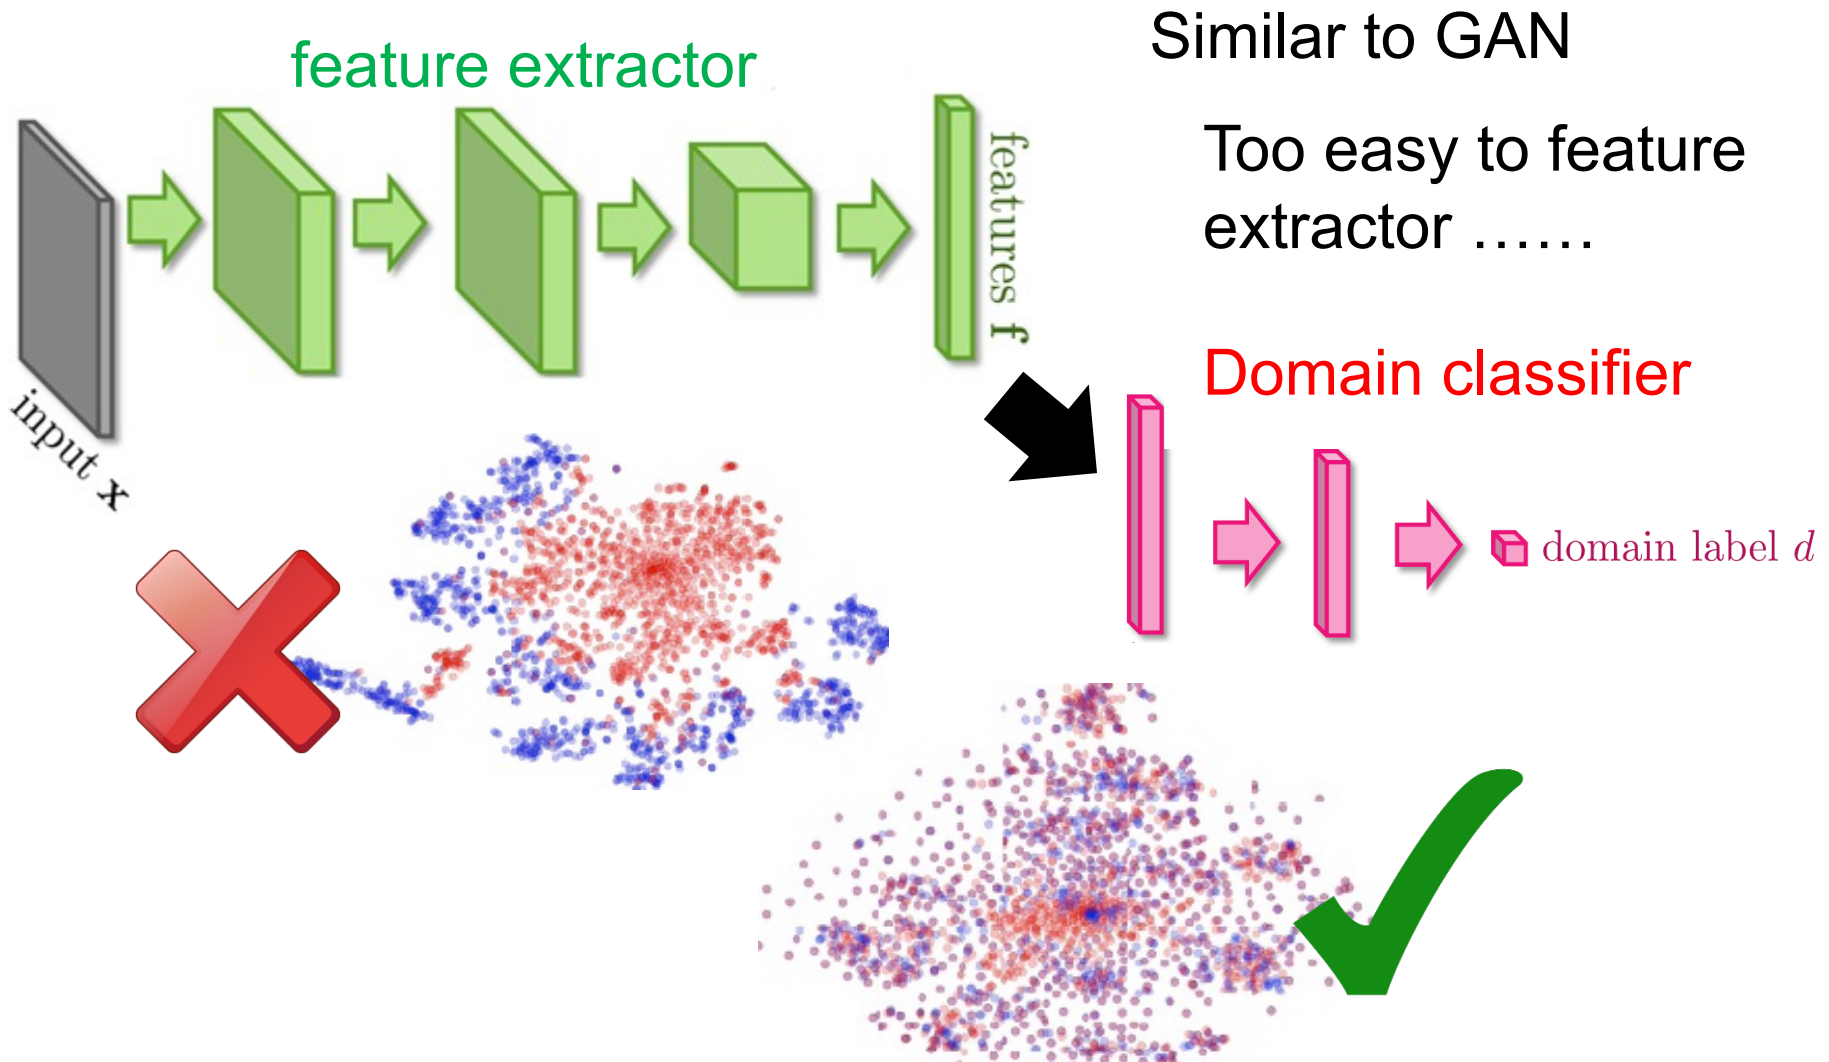 feature extractor
Similar to GAN
Too easy to feature
extractor ……
features f
input x
Domain classifier
domain label d